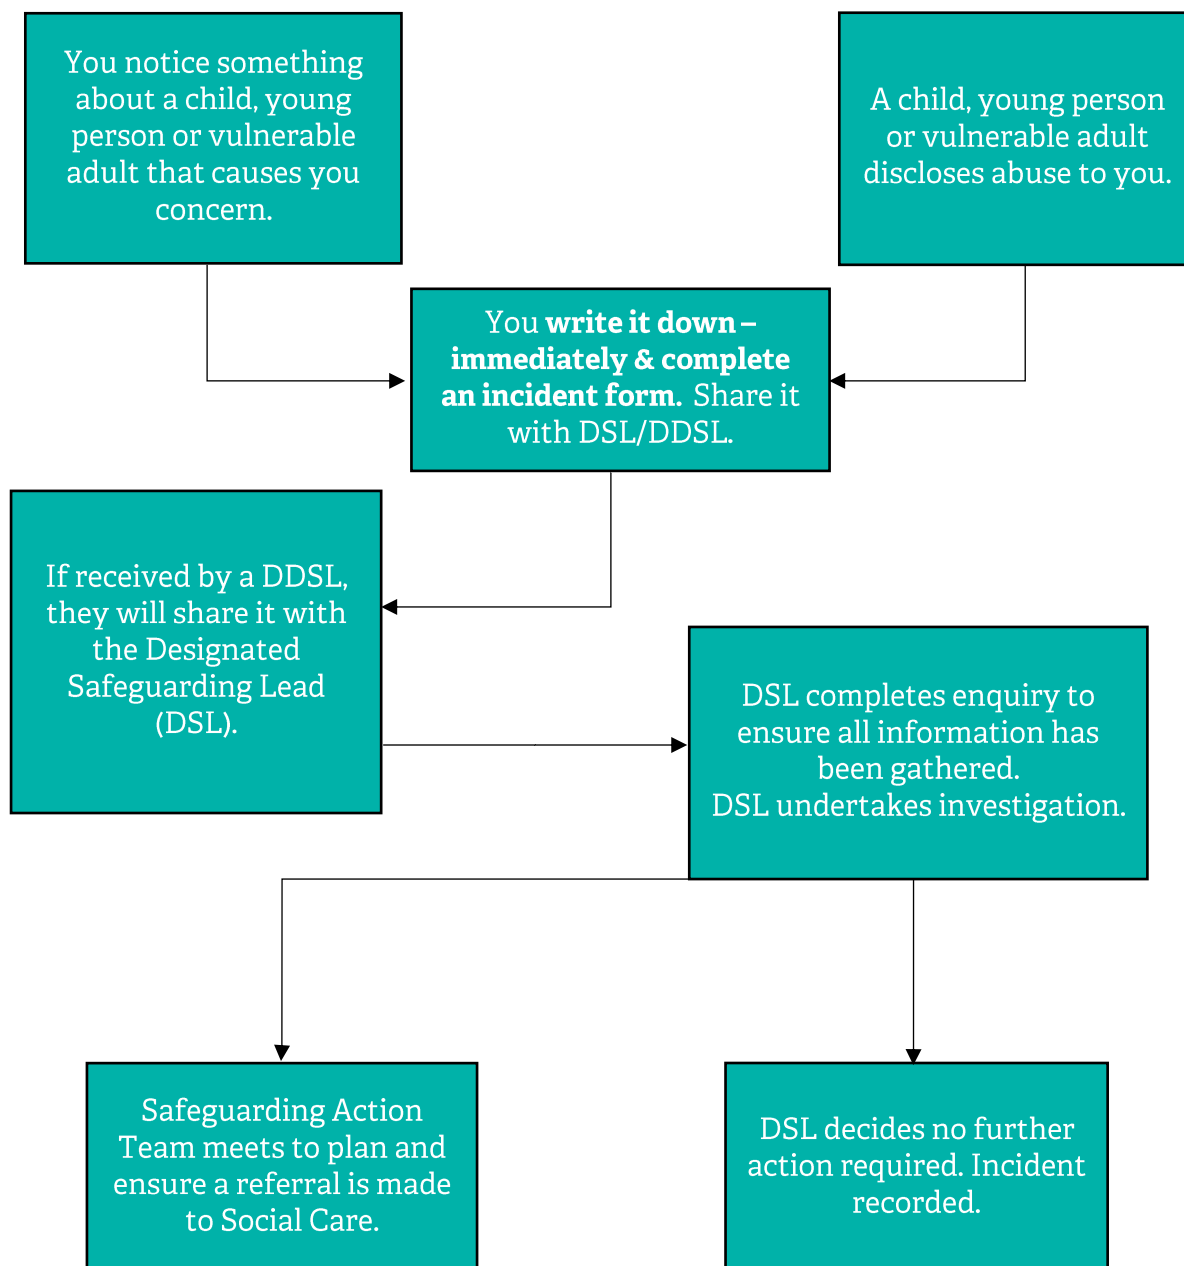 You notice something
about a child, young
person or vulnerable
adult that causes you
concern.
A child, young person
or vulnerable adult
discloses abuse to you.
You write it down –
immediately & complete
an incident form. Share it
with DSL/DDSL.
If received by a DDSL,
they will share it with
the Designated
Safeguarding Lead
(DSL).
DSL completes enquiry to
ensure all information has
been gathered.
DSL undertakes investigation.
Safeguarding Action
Team meets to plan and
ensure a referral is made
to Social Care.
DSL decides no further
action required. Incident
recorded.